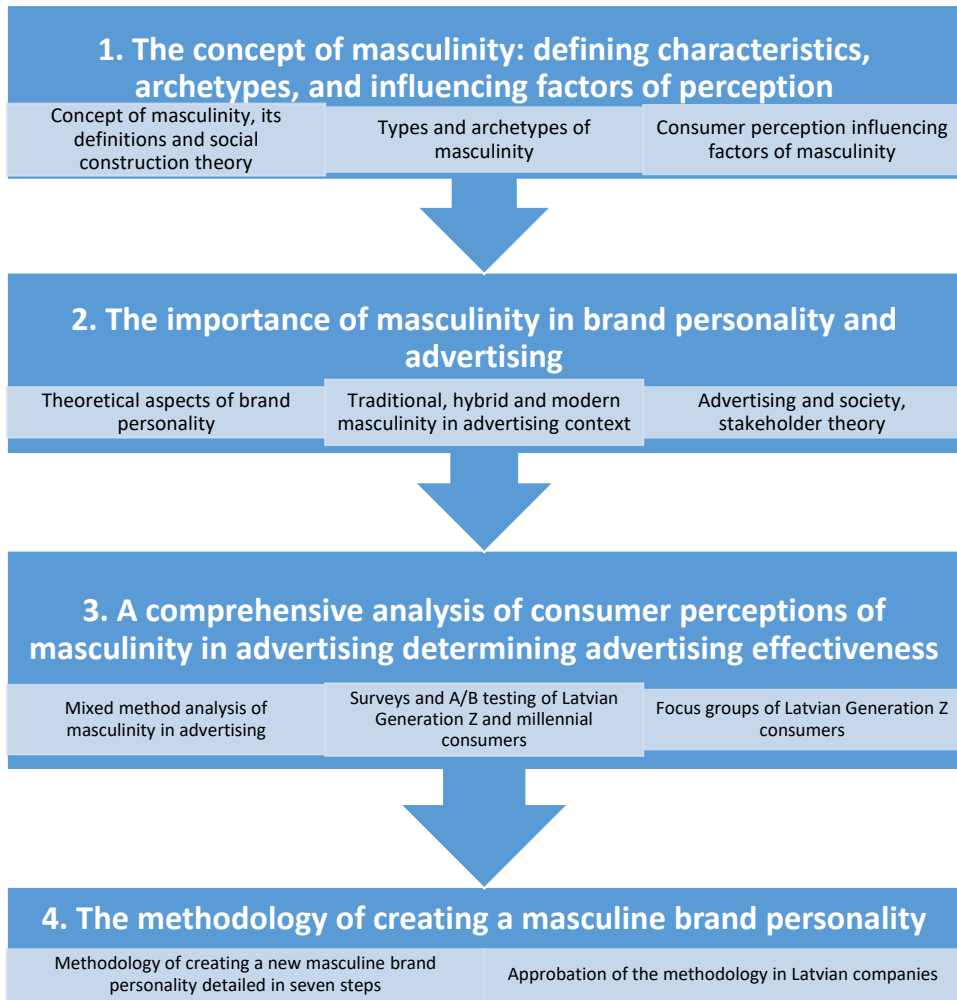 1. The concept of masculinity: defining characteristics,
archetypes, and influencing factors of perception
Concept of masculinity, its
definitions and social
construction theory
Types and archetypes of
masculinity
Consumer perception influencing
factors of masculinity
2. The importance of masculinity in brand personality and
advertising
Theoretical aspects of brand
personality
Traditional, hybrid and modern
masculinity in advertising context
Advertising and society,
stakeholder theory
3. A comprehensive analysis of consumer perceptions of
masculinity in advertising determining advertising effectiveness
Mixed method analysis of
masculinity in advertising
Surveys and A/B testing of Latvian
Generation Z and millennial
consumers
Focus groups of Latvian Generation Z
consumers
4. The methodology of creating a masculine brand personality
Methodology of creating a new masculine brand
personality detailed in seven steps
Approbation of the methodology in Latvian companies